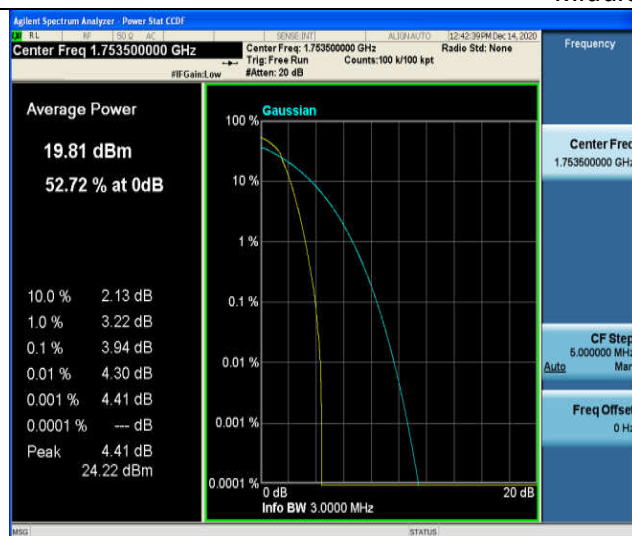 Agilent Spectrum Analyzer - Power Stat CCDF
RL RF 50 Ω AC SENSE:INT ALIGNAUTO 12:42:39PM Dec 14, 2020
Center Freq 1.753500000 GHz
Center Freq: 1.753500000 GHz Radio Std: None
Trig: Free Run Counts:100 k/100 kpt
#IFGain:Low #Atten: 20 dB
Frequency
Average Power
19.81 dBm
52.72 % at 0dB
10.0 % 2.13 dB
1.0 % 3.22 dB
0.1 % 3.94 dB
0.01 % 4.30 dB
0.001 % 4.41 dB
0.0001 % --- dB
Peak 4.41 dB
24.22 dBm
Gaussian
100 %
10 %
1 %
0.1 %
0.01 %
0.001 %
0.0001 %
0 dB 20 dB
Info BW 3.0000 MHz
Center Freq
1.753500000 GHz
CF Step
5.000000 MHz
Auto Man
Freq Offset
0 Hz
MSG STATUS